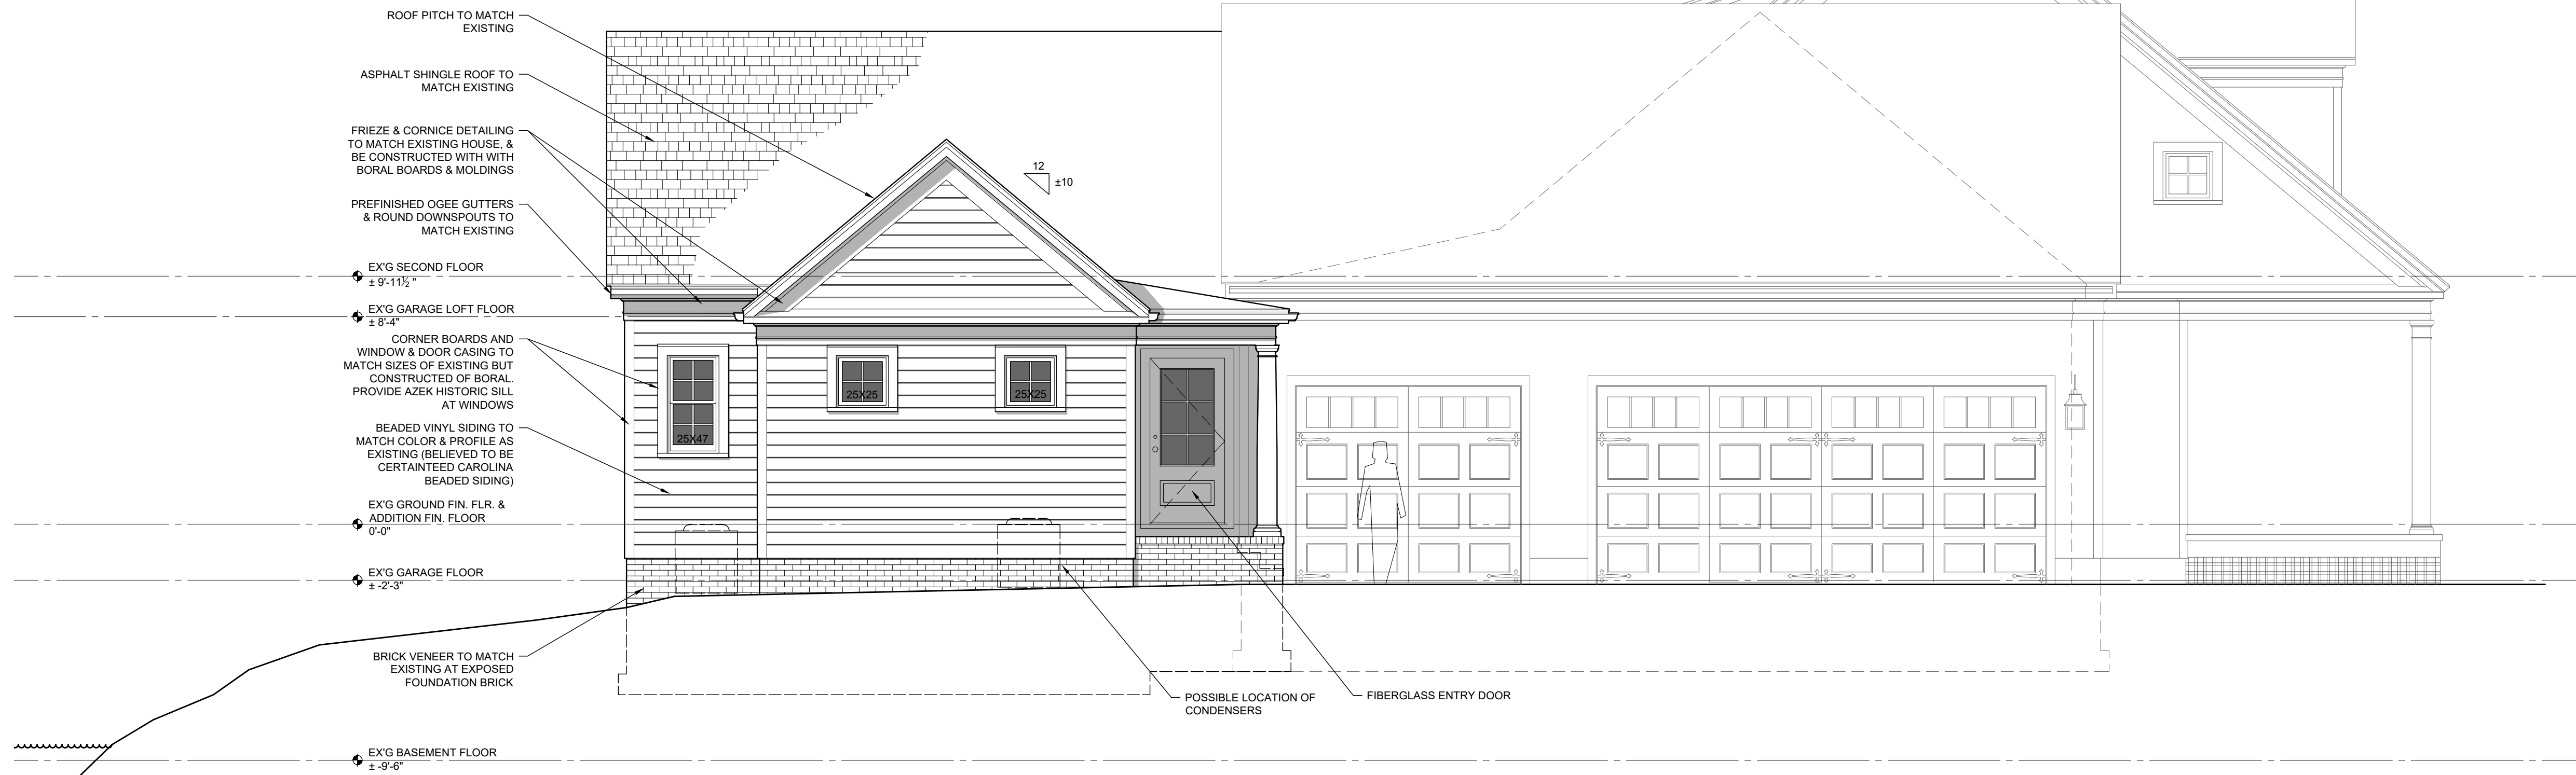 ROOF PITCH TO MATCH
EXISTING
ASPHALT SHINGLE ROOF TO
MATCH EXISTING
FRIEZE & CORNICE DETAILING
TO MATCH EXISTING HOUSE, &
BE CONSTRUCTED WITH WITH
BORAL BOARDS & MOLDINGS
12
±10
PREFINISHED OGEE GUTTERS
& ROUND DOWNSPOUTS TO
MATCH EXISTING
EX'G SECOND FLOOR
± 9'-11½ "
EX'G GARAGE LOFT FLOOR
± 8'-4"
CORNER BOARDS AND
WINDOW & DOOR CASING TO
MATCH SIZES OF EXISTING BUT
CONSTRUCTED OF BORAL.
PROVIDE AZEK HISTORIC SILL
AT WINDOWS
25X47
25X25
25X25
BEADED VINYL SIDING TO
MATCH COLOR & PROFILE AS
EXISTING (BELIEVED TO BE
CERTAINTEED CAROLINA
BEADED SIDING)
EX'G GROUND FIN. FLR. &
ADDITION FIN. FLOOR
0'-0"
EX'G GARAGE FLOOR
± -2'-3"
BRICK VENEER TO MATCH
EXISTING AT EXPOSED
FOUNDATION BRICK
POSSIBLE LOCATION OF
CONDENSERS
FIBERGLASS ENTRY DOOR
EX'G BASEMENT FLOOR
± -9'-6"